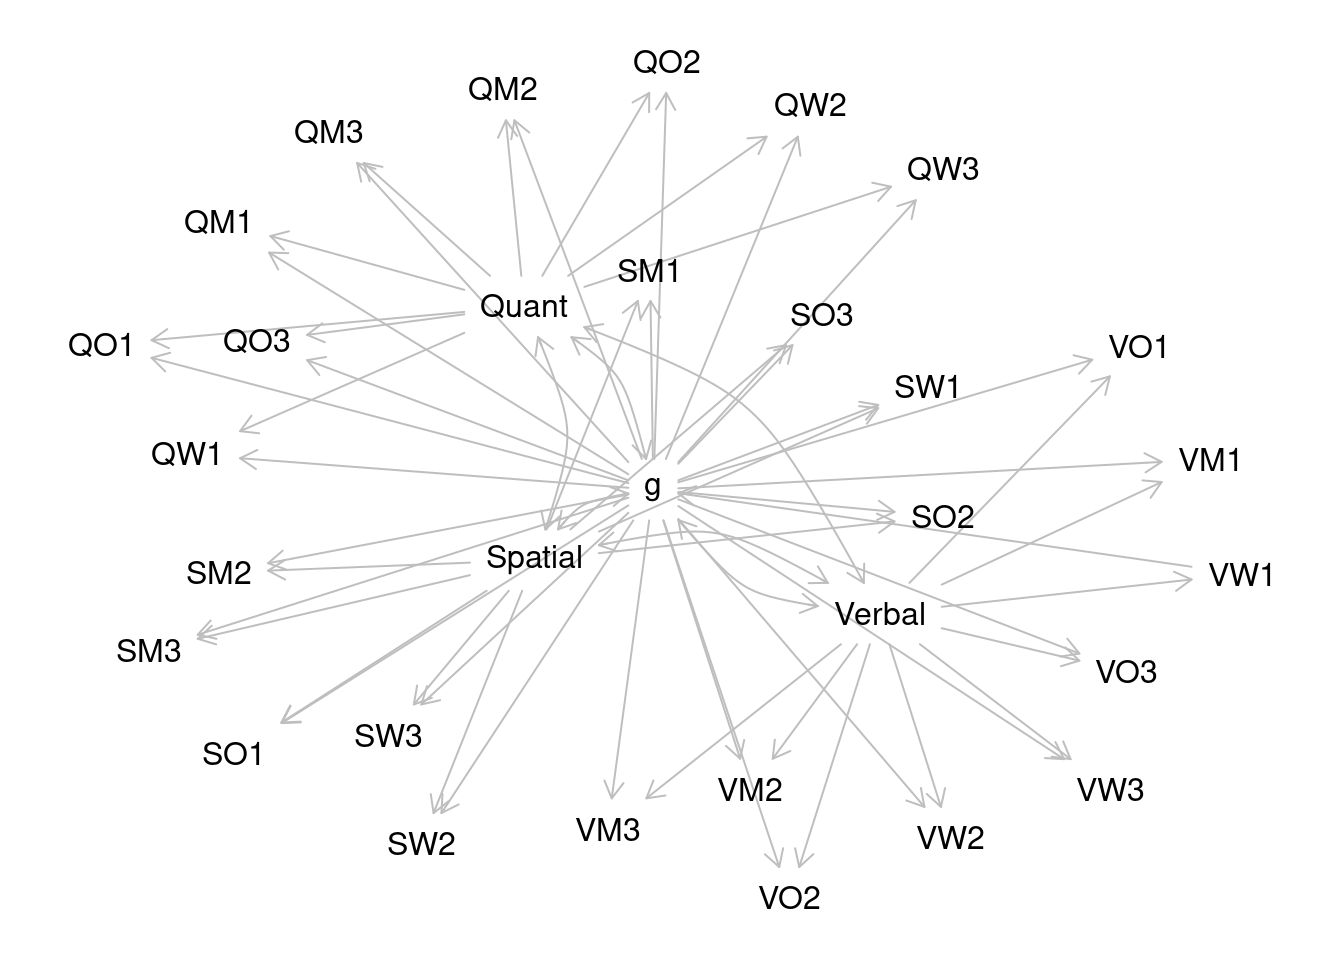 QO2
QM2
QW2
QM3
QW3
QM1
SM1
Quant
SO3
QO1
QO3
VO1
SW1
QW1
VM1
g
SO2
Spatial
SM2
VW1
Verbal
SM3
VO3
SW3
SO1
VM2
VW3
VM3
VW2
SW2
VO2